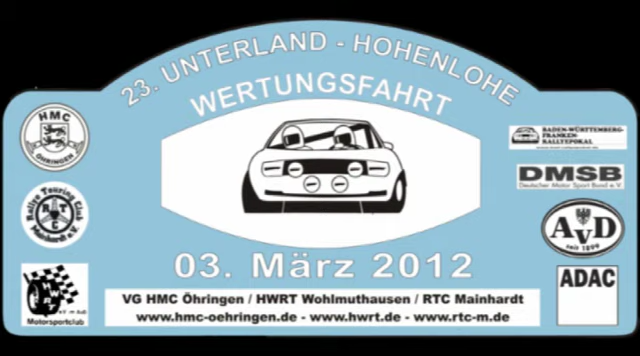 23. UNTERLAND - HOHENLOHE
WERTUNGSFAHRT
HMC
ÖHRINGEN
Rallye Touring Club
RTC
Mainhardt e.V.
HWRT
Motorsportclub
BADEN-WÜRTTEMBERG-
FRANKEN-
RALLYEPOKAL
DMSB
Deutscher Motor Sport Bund e.V.
AvD
seit 1899
ADAC
03. März 2012
VG HMC Öhringen / HWRT Wohlmuthausen / RTC Mainhardt
www.hmc-oehringen.de - www.hwrt.de - www.rtc-m.de